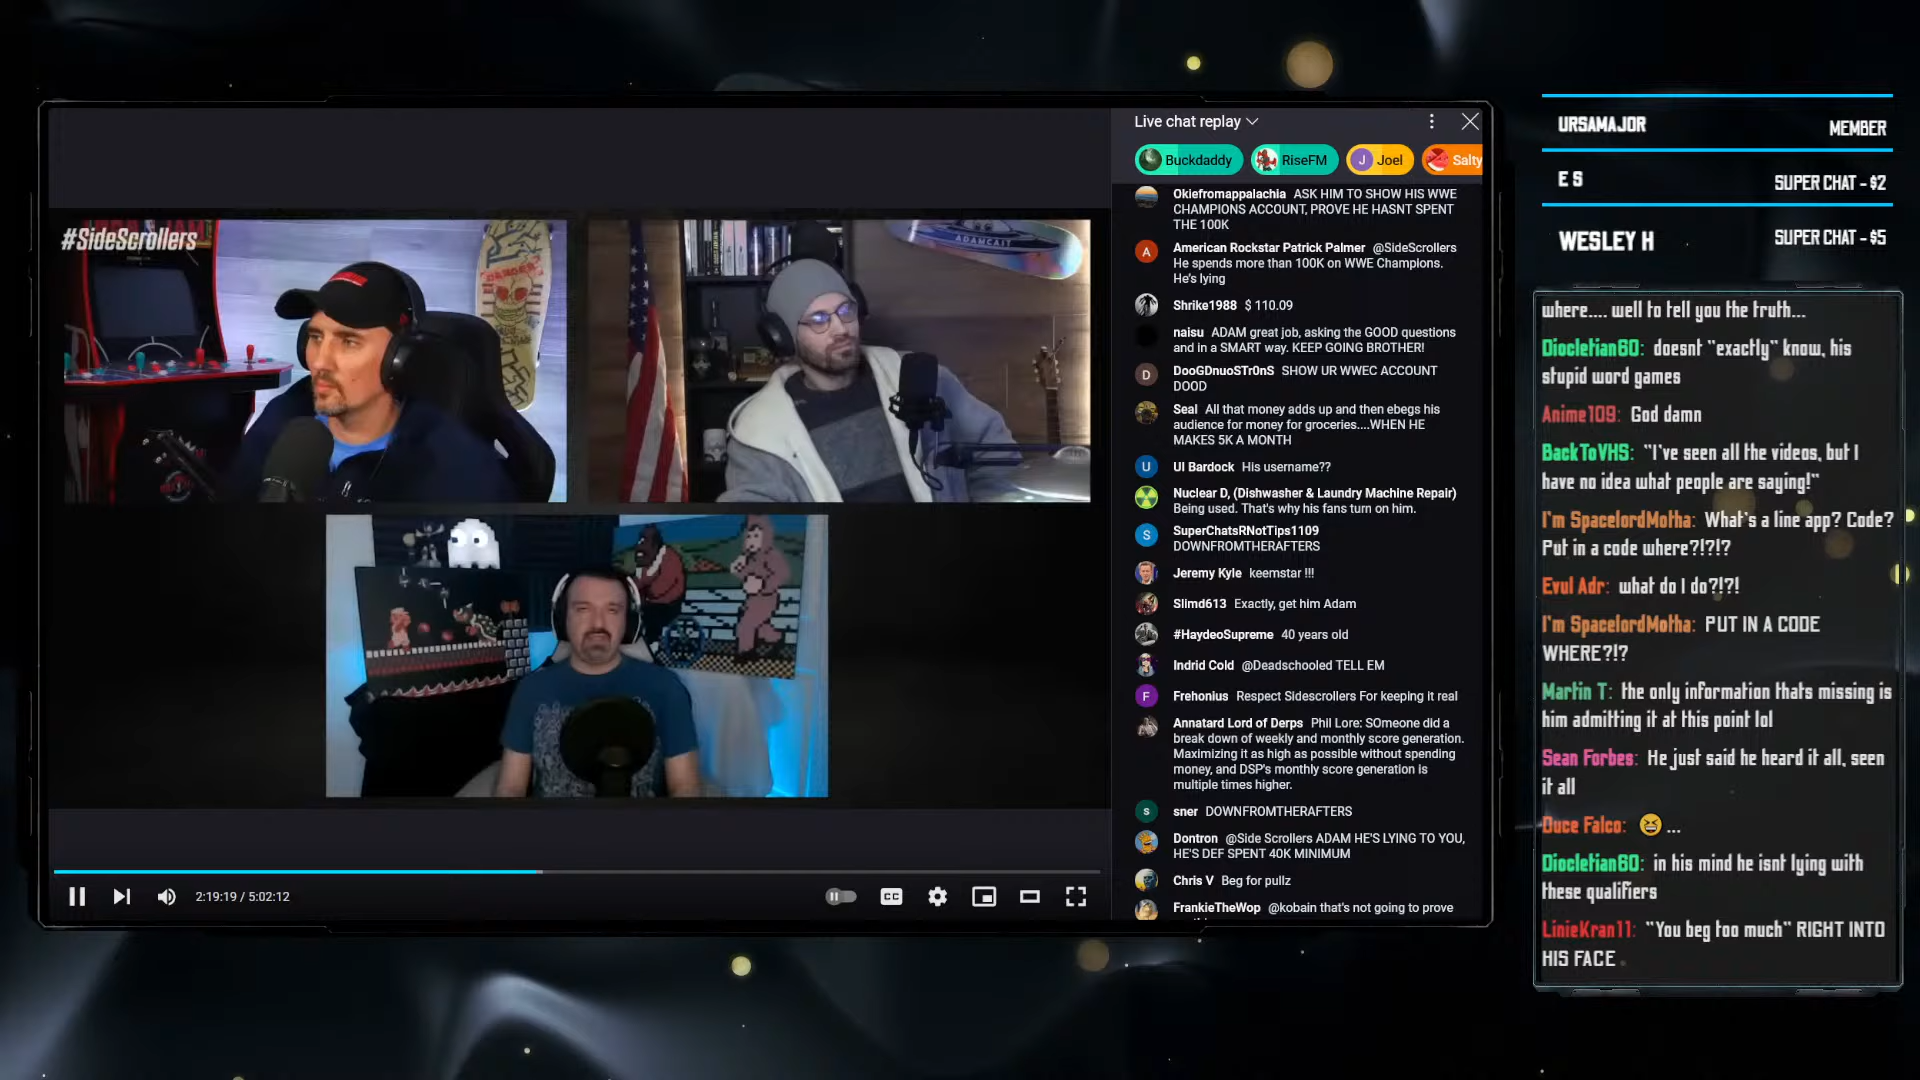 #SideScrollers
ADAMCAIT
2:19:19 / 5:02:12
CC
Live chat replay
Buckdaddy
RiseFM
J Joel
Salty
Okiefromappalachia ASK HIM TO SHOW HIS WWE
CHAMPIONS ACCOUNT, PROVE HE HASNT SPENT
THE 100K
A American Rockstar Patrick Palmer @SideScrollers
He spends more than 100K on WWE Champions.
He's lying
Shrike1988 $ 110.09
naisu ADAM great job, asking the GOOD questions
and in a SMART way. KEEP GOING BROTHER!
D DooGDnuoSTr0nS SHOW UR WWEC ACCOUNT
DOOD
Seal All that money adds up and then ebegs his
audience for money for groceries....WHEN HE
MAKES 5K A MONTH
U Ul Bardock His username??
Nuclear D, (Dishwasher & Laundry Machine Repair)
Being used. That's why his fans turn on him.
S SuperChatsRNotTips1109
DOWNFROMTHERAFTERS
Jeremy Kyle keemstar !!!
Slimd613 Exactly, get him Adam
#HaydeoSupreme 40 years old
Indrid Cold @Deadschooled TELL EM
F Frehonius Respect Sidescrollers For keeping it real
Annatard Lord of Derps Phil Lore: SOmeone did a
break down of weekly and monthly score generation.
Maximizing it as high as possible without spending
money, and DSP's monthly score generation is
multiple times higher.
s sner DOWNFROMTHERAFTERS
Dontron @Side Scrollers ADAM HE'S LYING TO YOU,
HE'S DEF SPENT 40K MINIMUM
Chris V Beg for pullz
FrankieTheWop @kobain that's not going to prove
URSAMAJOR MEMBER
E S SUPER CHAT - $2
WESLEY H SUPER CHAT - $5
where.... well to tell you the truth...
Diocletian60: doesnt "exactly" know, his
stupid word games
Anime109: God damn
BackToVHS: "I've seen all the videos, but I
have no idea what people are saying!"
I'm SpacelordMotha: What's a line app? Code?
Put in a code where?!?!?
Evul Adr: what do I do?!?!
I'm SpacelordMotha: PUT IN A CODE
WHERE?!?
Martin T: the only information thats missing is
him admitting it at this point lol
Sean Forbes: He just said he heard it all, seen
it all
Duce Falco: 😆 ...
Diocletian60: in his mind he isnt lying with
these qualifiers
LinieKran11: "You beg too much" RIGHT INTO
HIS FACE